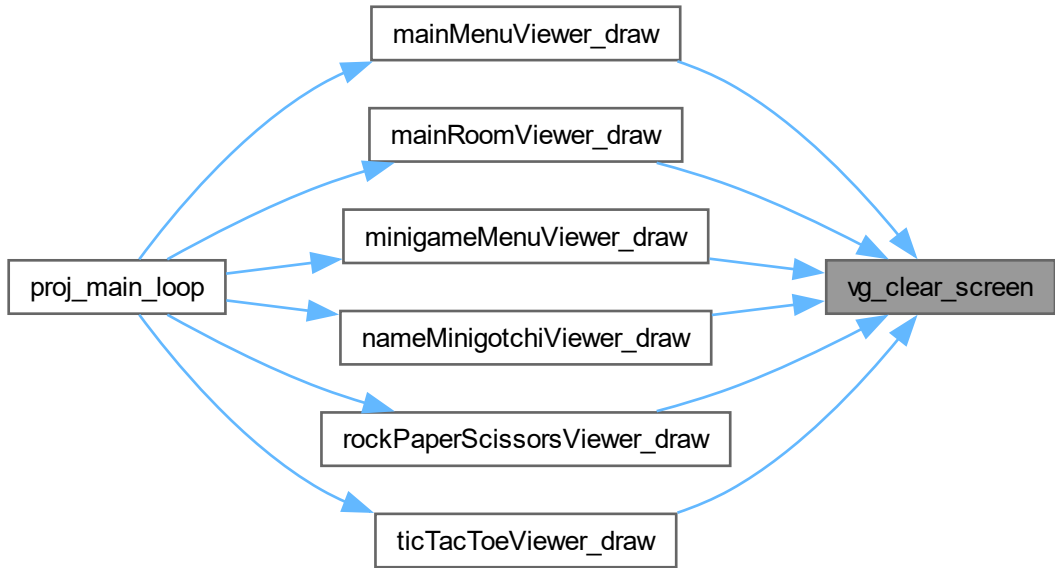 mainMenuViewer_draw
mainRoomViewer_draw
minigameMenuViewer_draw
proj_main_loop
vg_clear_screen
nameMinigotchiViewer_draw
rockPaperScissorsViewer_draw
ticTacToeViewer_draw